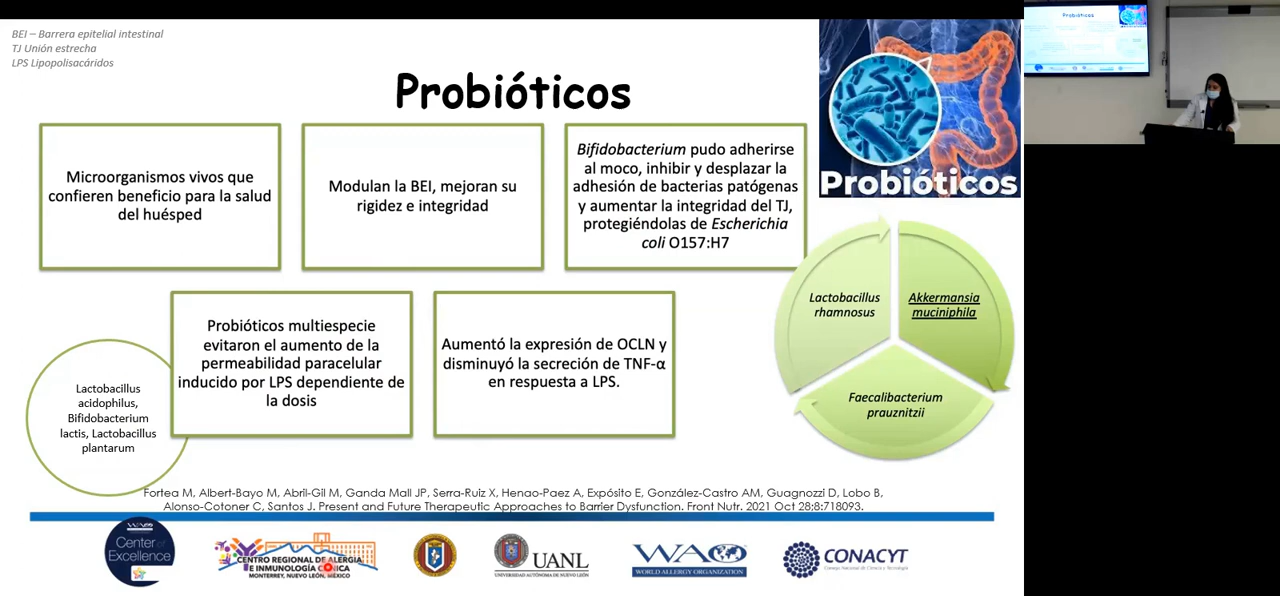 BEI – Barrera epitelial intestinal
TJ Unión estrecha
LPS Lipopolisacáridos
Probióticos
Microorganismos vivos que
confieren beneficio para la salud
del huésped
Modulan la BEI, mejoran su
rigidez e integridad
Bifidobacterium pudo adherirse
al moco, inhibir y desplazar la
adhesión de bacterias patógenas
y aumentar la integridad del TJ,
protegiéndolas de Escherichia
coli O157:H7
Probióticos
Probióticos multiespecie
evitaron el aumento de la
permeabilidad paracelular
inducido por LPS dependiente de
la dosis
Aumentó la expresión de OCLN y
disminuyó la secreción de TNF-α
en respuesta a LPS.
Lactobacillus
rhamnosus
Akkermansia
muciniphila
Faecalibacterium
prauznitzii
Lactobacillus
acidophilus,
Bifidobacterium
lactis, Lactobacillus
plantarum
Fortea M, Albert-Bayo M, Abril-Gil M, Ganda Mall JP, Serra-Ruiz X, Henao-Paez A, Expósito E, González-Castro AM, Guagnozzi D, Lobo B,
Alonso-Cotoner C, Santos J. Present and Future Therapeutic Approaches to Barrier Dysfunction. Front Nutr. 2021 Oct 28;8:718093.
Center of
Excellence
CENTRO REGIONAL DE ALERGIA
E INMUNOLOGÍA CLÍNICA
MONTERREY, NUEVO LEÓN, MÉXICO
UANL
UNIVERSIDAD AUTÓNOMA DE NUEVO LEÓN
WAO
WORLD ALLERGY ORGANIZATION
CONACYT
Consejo Nacional de Ciencia y Tecnología
Probióticos